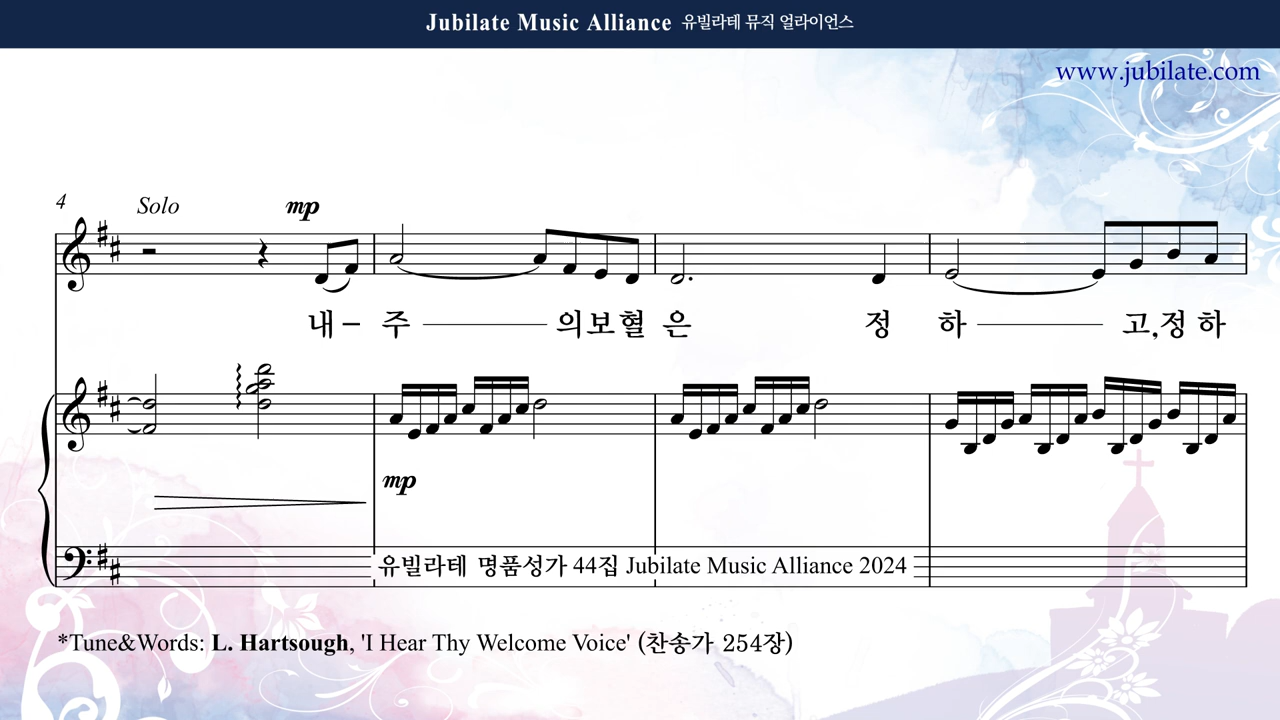 Jubilate Music Alliance 유빌라테 뮤직 얼라이언스
www.jubilate.com
4 Solo mp
내– 주 의보혈 은 정 하 고,정 하
mp
유빌라테 명품성가 44집 Jubilate Music Alliance 2024
*Tune&Words: L. Hartsough, 'I Hear Thy Welcome Voice' (찬송가 254장)